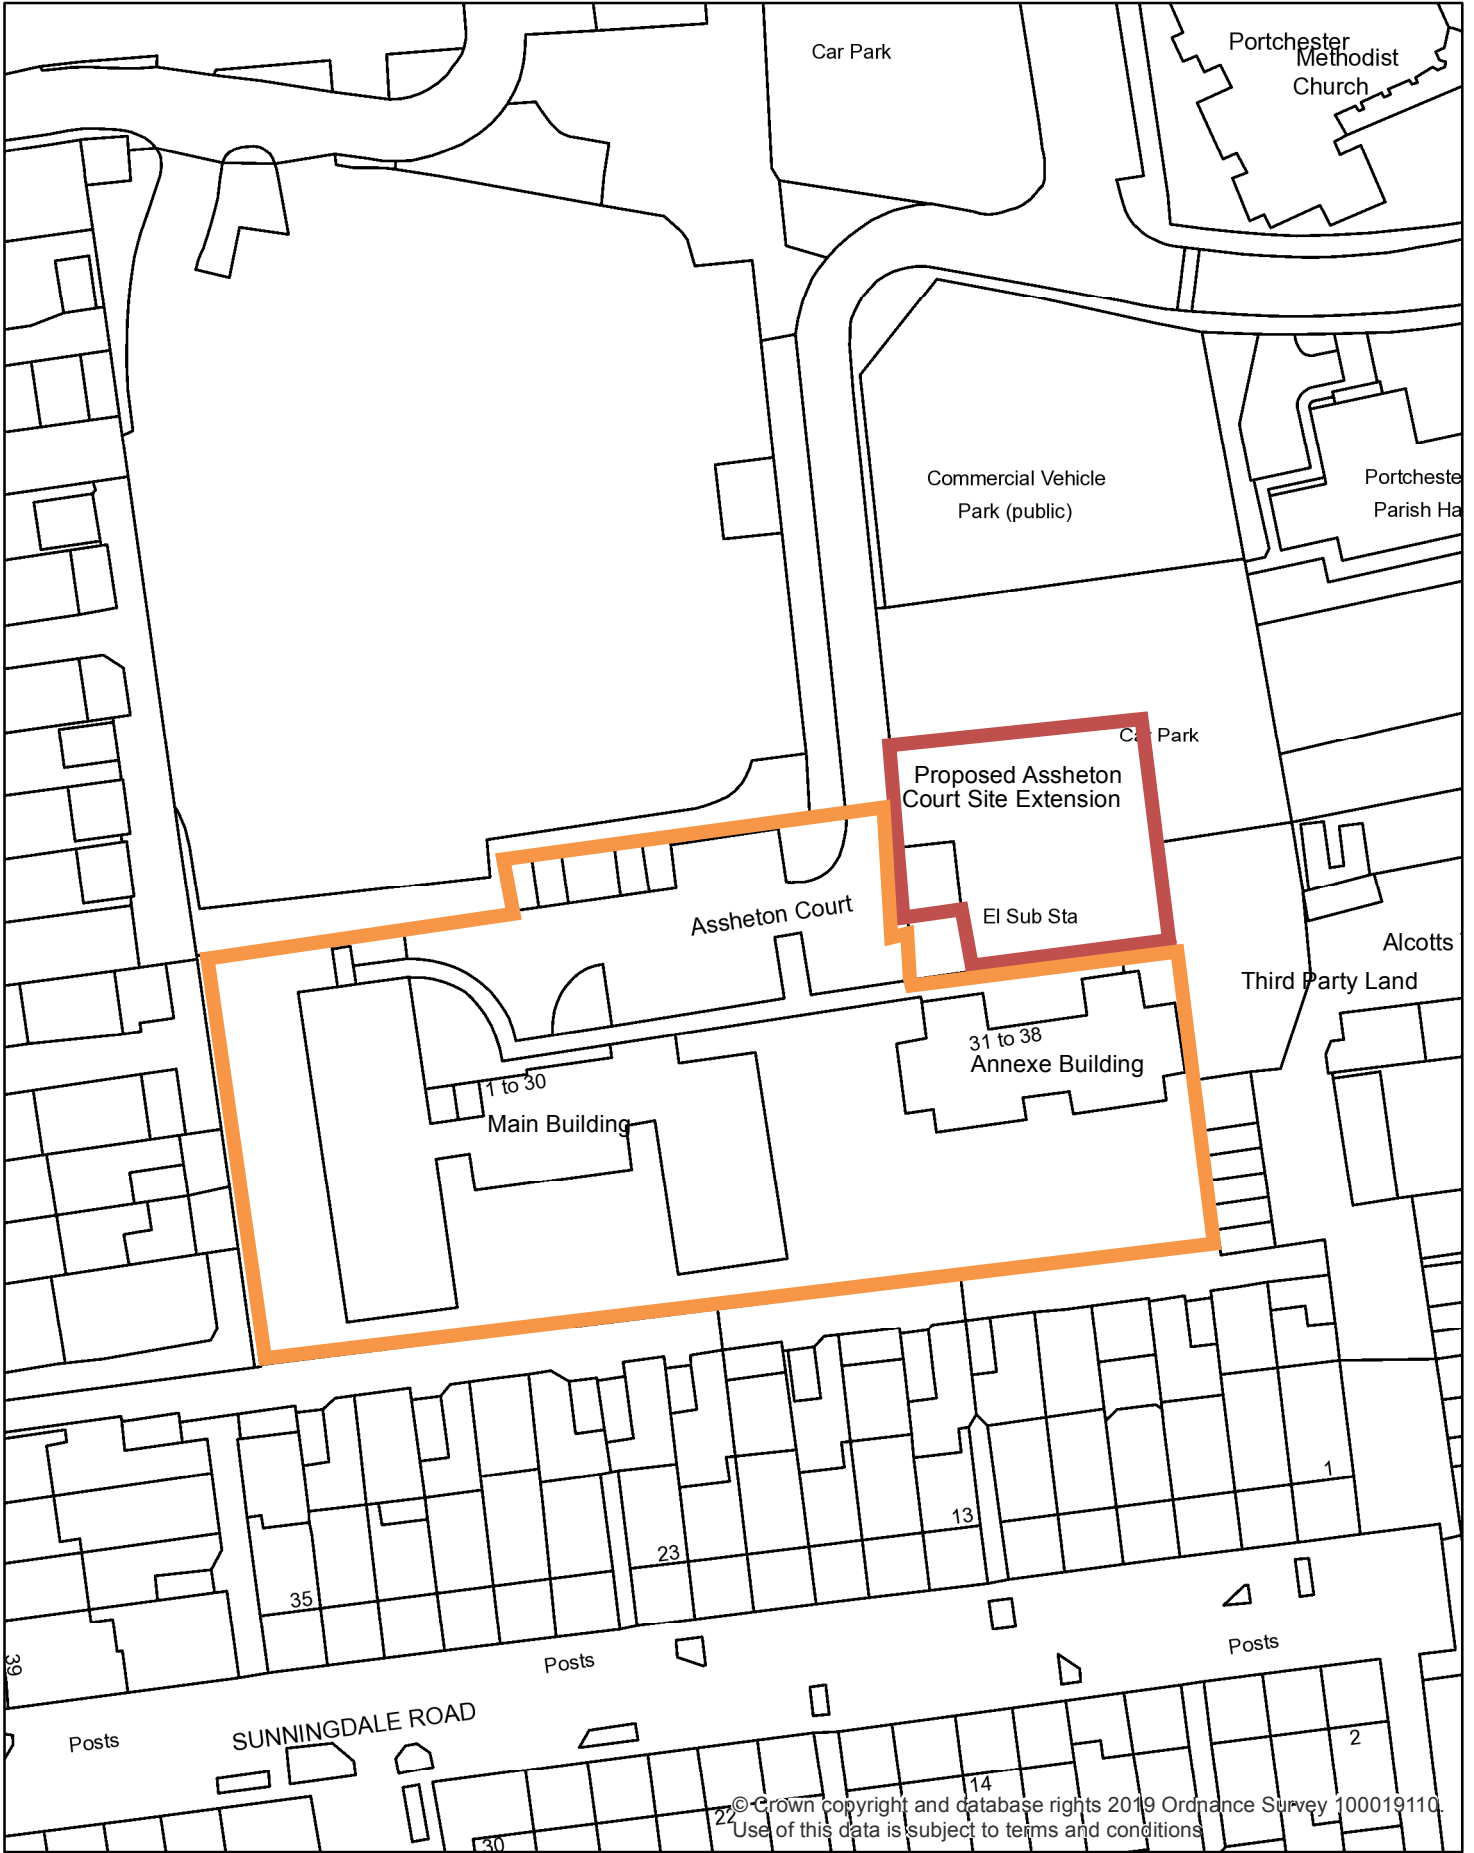 Car Park
Portchester
Methodist
Church
Commercial Vehicle
Park (public)
Portcheste
Parish Ha
Car Park
Proposed Assheton
Court Site Extension
Assheton Court
El Sub Sta
Alcotts
Third Party Land
31 to 38
Annexe Building
1 to 30
Main Building
1
13
23
35
39
Posts
Posts
Posts
SUNNINGDALE ROAD
2
14
22
30
© Crown copyright and database rights 2019 Ordnance Survey 100019110.
Use of this data is subject to terms and conditions